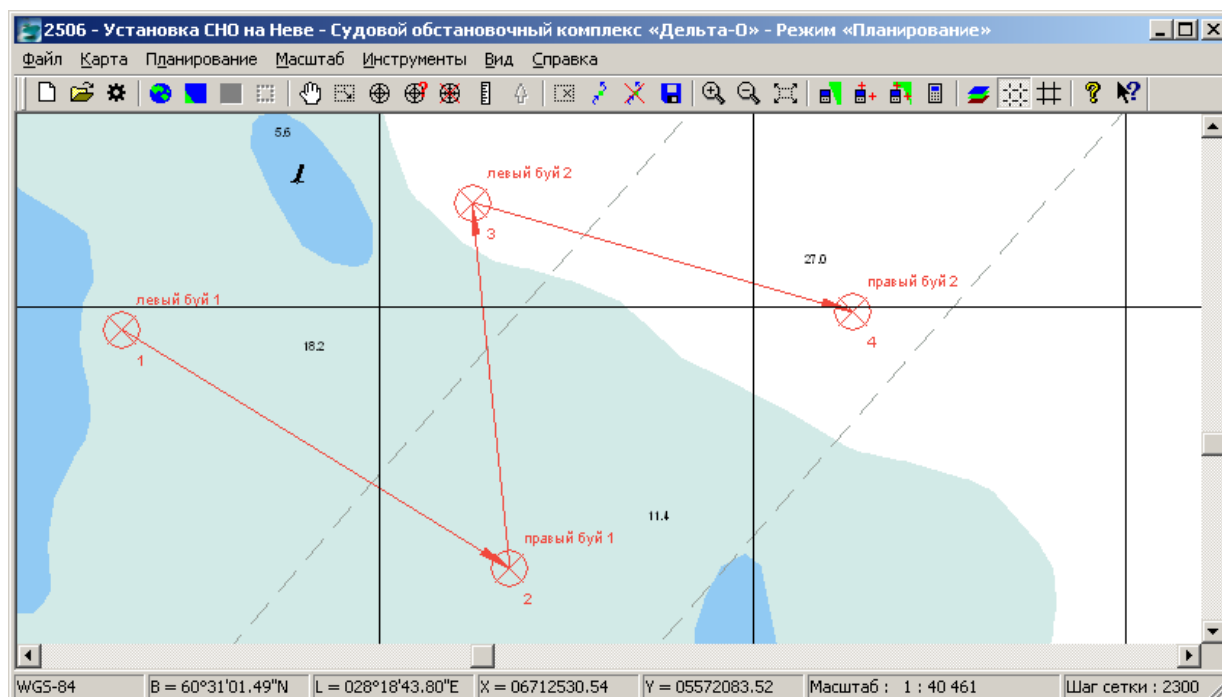 2506 - Установка СНО на Неве - Судовой обстановочный комплекс «Дельта-О» - Режим «Планирование»
Файл Карта Планирование Масштаб Инструменты Вид Справка
5.6
левый буй 2
3
27.0
правый буй 2
4
левый буй 1
1
18.2
11.4
правый буй 1
2
WGS-84 B = 60°31'01.49"N L = 028°18'43.80"E X = 06712530.54 Y = 05572083.52 Масштаб : 1 : 40 461 Шаг сетки : 2300